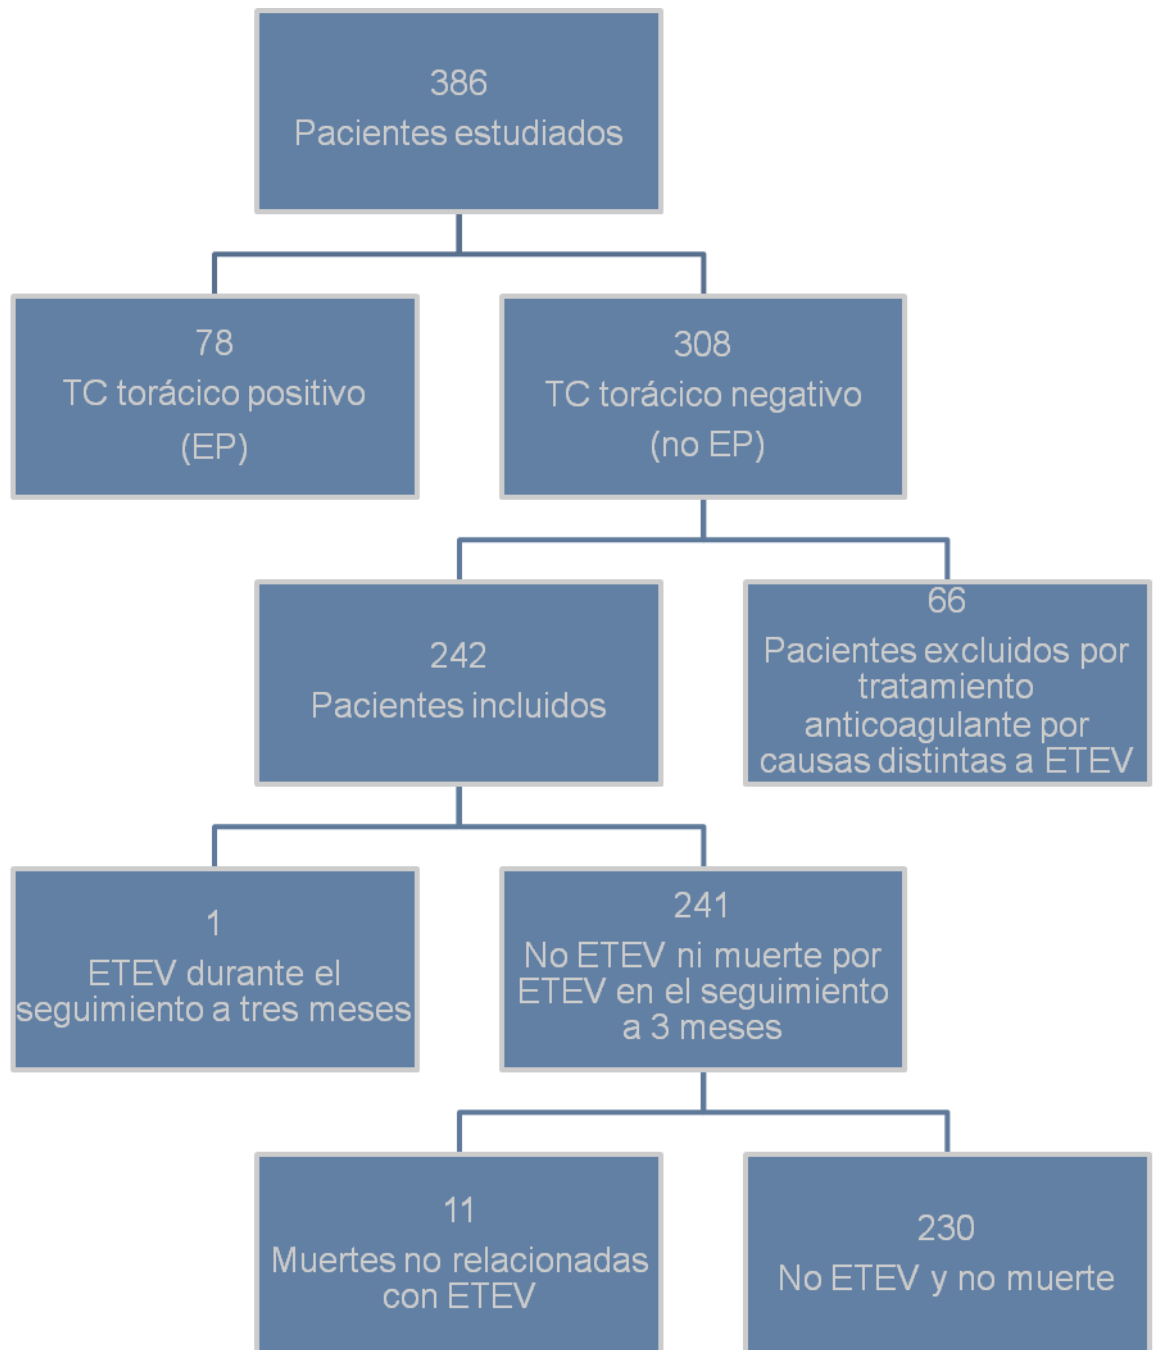 386
Pacientes estudiados
78
TC torácico positivo
(EP)
308
TC torácico negativo
(no EP)
242
Pacientes incluidos
66
Pacientes excluidos por
tratamiento
anticoagulante por
causas distintas a ETEV
1
ETEV durante el
seguimiento a tres meses
241
No ETEV ni muerte por
ETEV en el seguimiento
a 3 meses
11
Muertes no relacionadas
con ETEV
230
No ETEV y no muerte